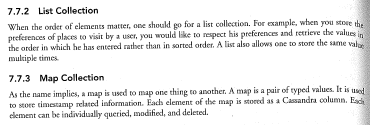 7.7.2 List Collection
When the order of elements matter, one should go for a list collection. For example, when you store the
preferences of places to visit by a user, you would like to respect his preferences and retrieve the values in
the order in which he has entered rather than in sorted order. A list also allows one to store the same value
multiple times.
7.7.3 Map Collection
As the name implies, a map is used to map one thing to another. A map is a pair of typed values. It is used
to store timestamp related information. Each element of the map is stored as a Cassandra column. Each
element can be individually queried, modified, and deleted.